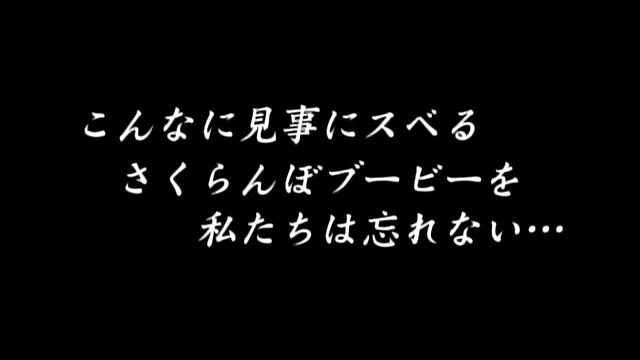 こんなに見事にスベる
さくらんぼブービーを
私たちは忘れない…